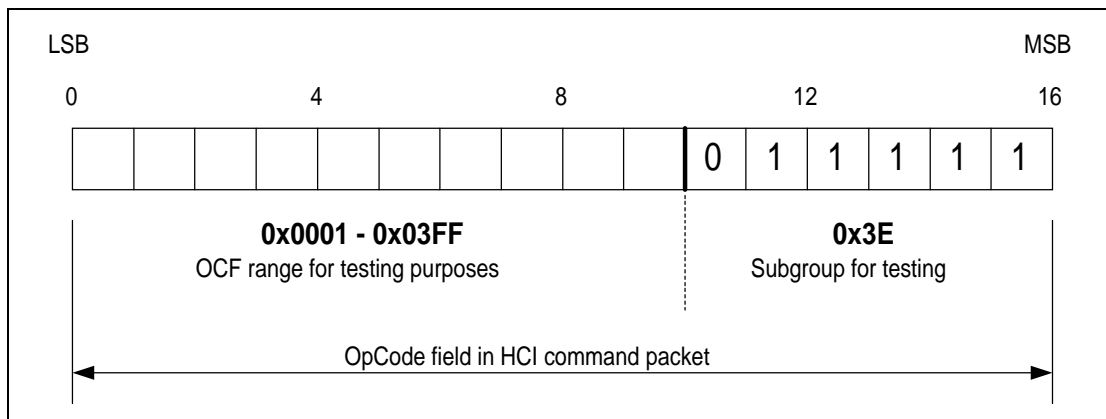 LSB MSB
0 4 8 12 16
0 1 1 1 1 1
0x0001 - 0x03FF 0x3E
OCF range for testing purposes Subgroup for testing
OpCode field in HCI command packet